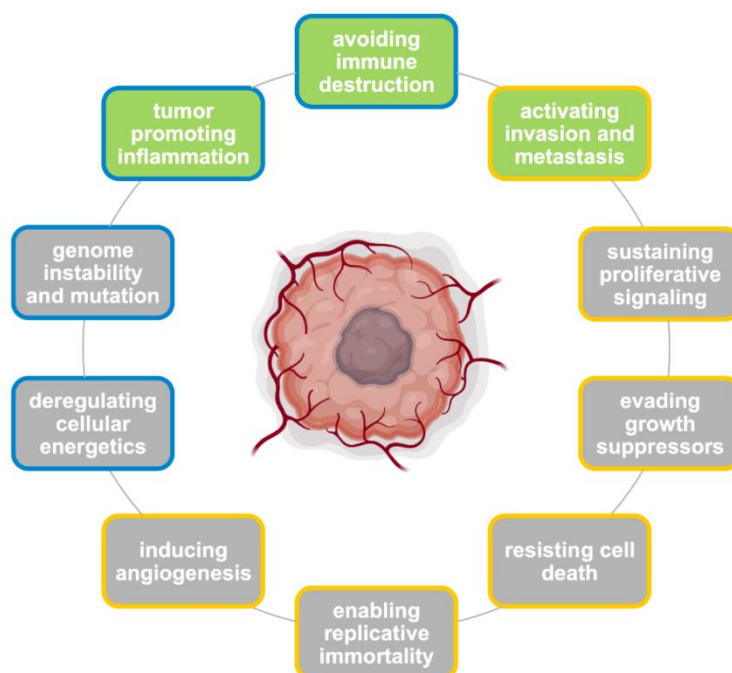 avoiding
immune
destruction
activating
invasion and
metastasis
sustaining
proliferative
signaling
evading
growth
suppressors
resisting cell
death
enabling
replicative
immortality
inducing
angiogenesis
deregulating
cellular
energetics
genome
instability
and mutation
tumor
promoting
inflammation